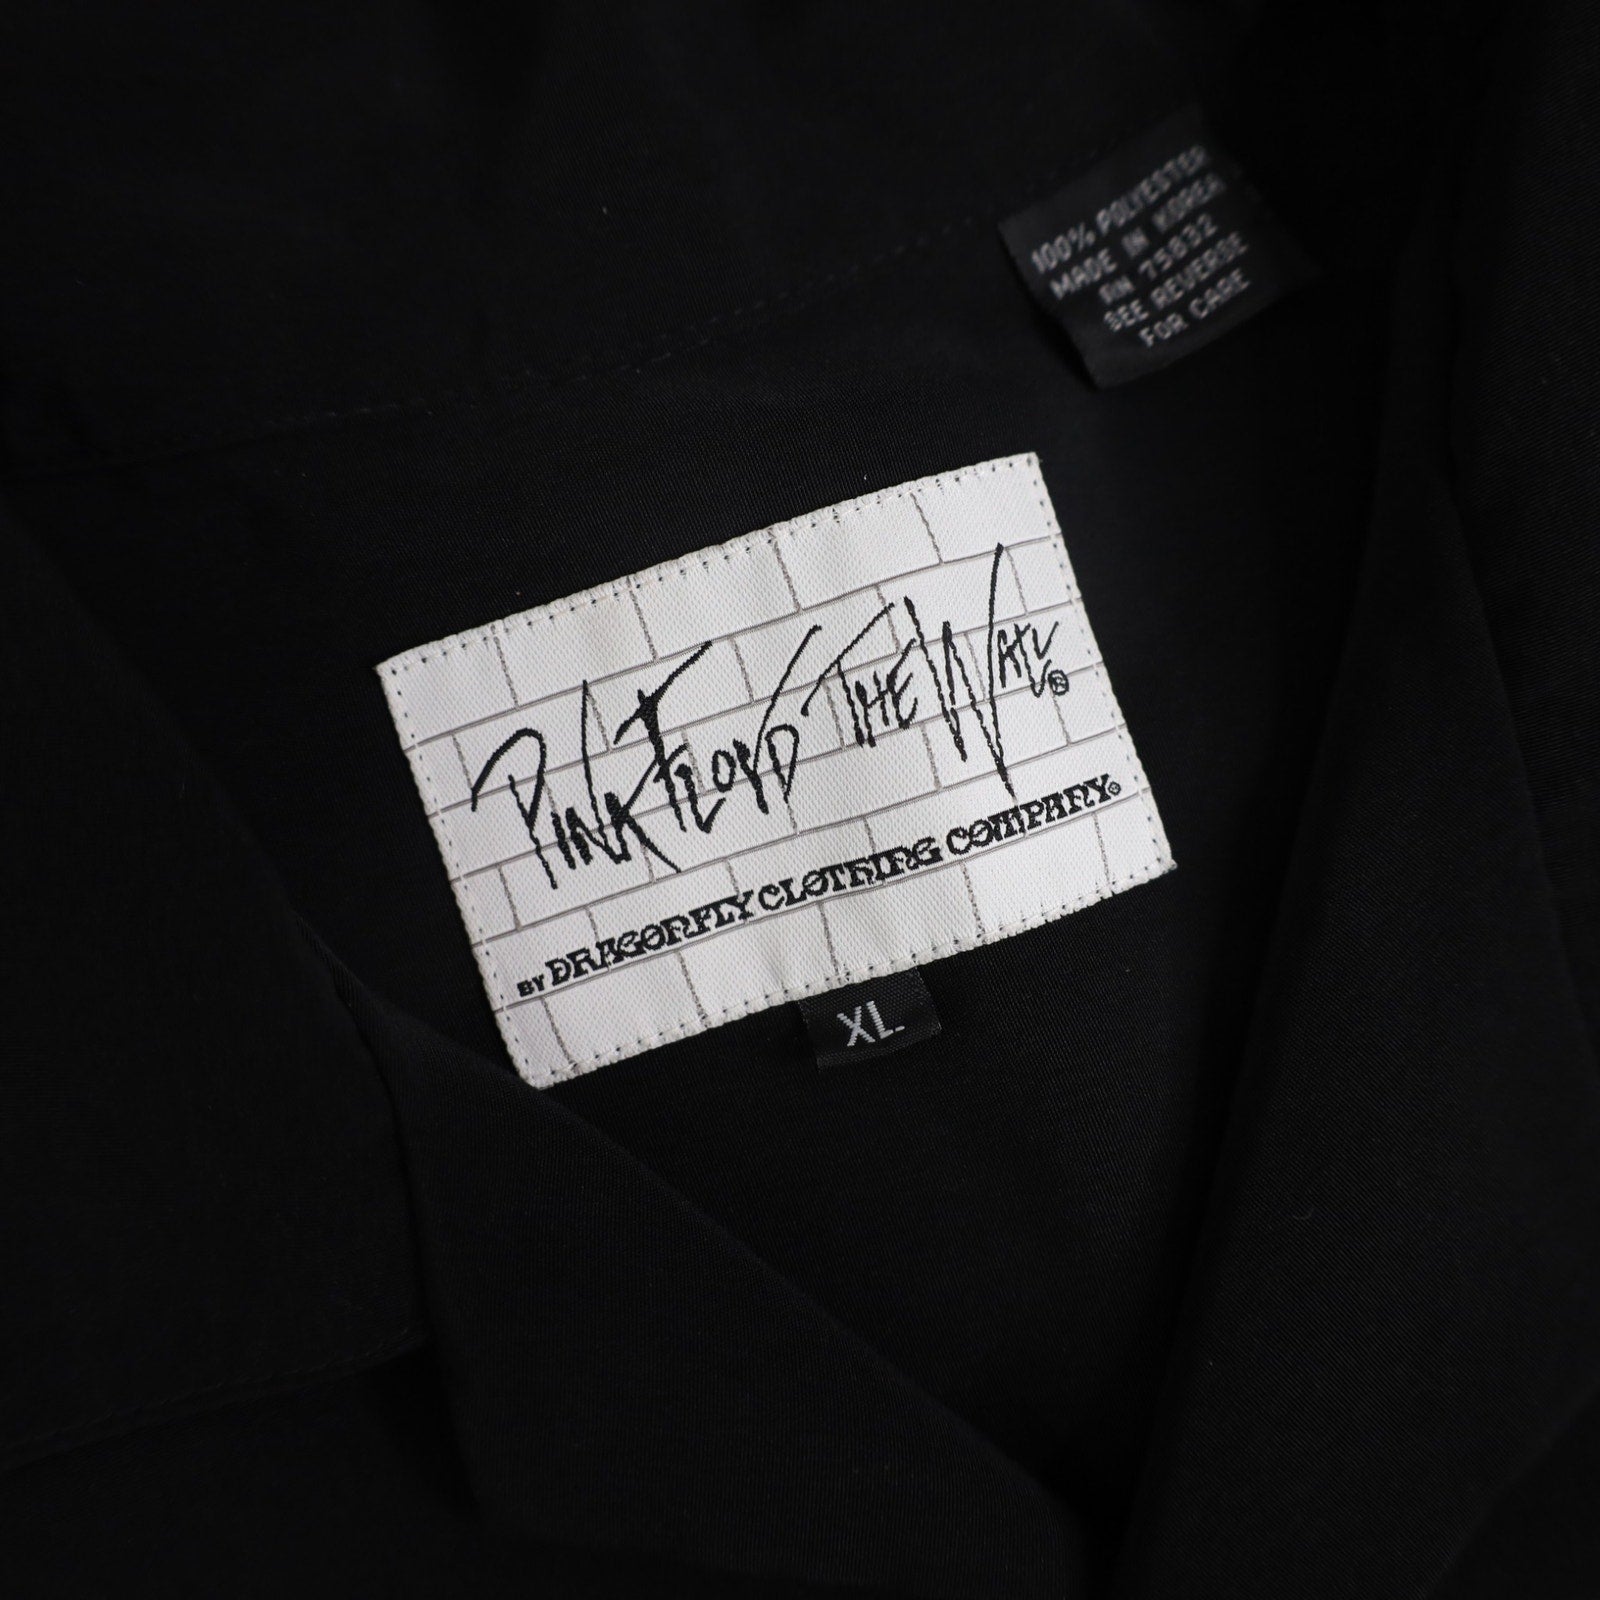 100% POLYESTER
MADE IN KOREA
RN 75832
SEE REVERSE
FOR CARE
PINK FLOYD THE WALL®
BY DRAGONFLY CLOTHING COMPANY®
XL